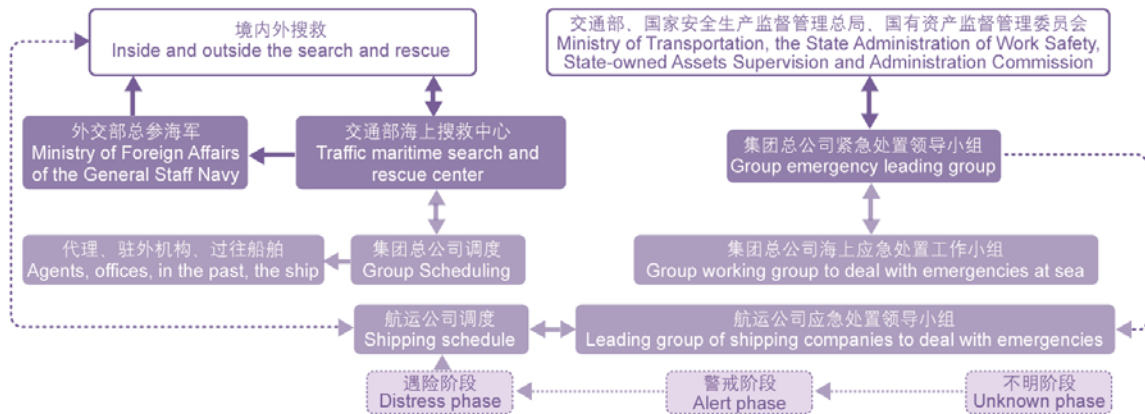 境内外搜救
Inside and outside the search and rescue
交通部、国家安全生产监督管理总局、国有资产监督管理委员会
Ministry of Transportation, the State Administration of Work Safety,
State-owned Assets Supervision and Administration Commission
外交部总参海军
Ministry of Foreign Affairs
of the General Staff Navy
交通部海上搜救中心
Traffic maritime search and
rescue center
集团总公司紧急处置领导小组
Group emergency leading group
代理、驻外机构、过往船舶
Agents, offices, in the past, the ship
集团总公司调度
Group Scheduling
集团总公司海上应急处置工作小组
Group working group to deal with emergencies at sea
航运公司调度
Shipping schedule
航运公司应急处置领导小组
Leading group of shipping companies to deal with emergencies
遇险阶段
Distress phase
警戒阶段
Alert phase
不明阶段
Unknown phase